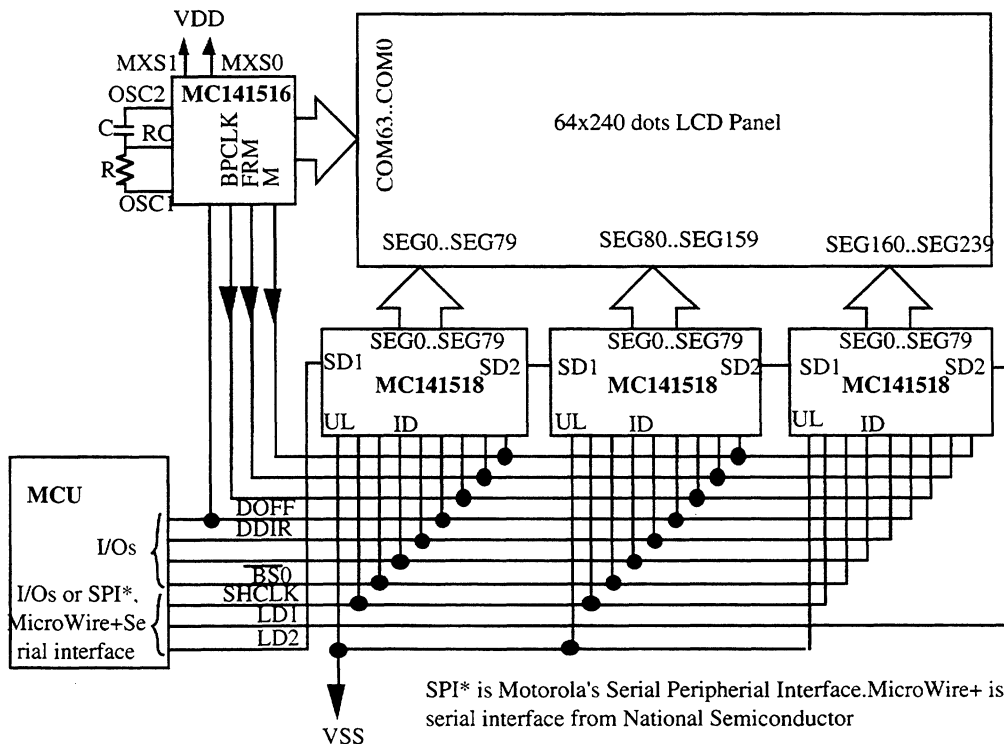 VDD
MXS1 MXS0
OSC2 MC141516
C RC
R
OSC1
BPCLK
FRM
M
COM63..COM0
64x240 dots LCD Panel
SEG0..SEG79 SEG80..SEG159 SEG160..SEG239
SEG0..SEG79 SEG0..SEG79 SEG0..SEG79
SD1 SD2 SD1 SD2 SD1 SD2
MC141518 MC141518 MC141518
UL ID UL ID UL ID
MCU
DOFF
DDIR
I/Os
BS0
I/Os or SPI*,
SHCLK
MicroWire+Se
LD1
rial interface
LD2
VSS
SPI* is Motorola's Serial Peripherial Interface.MicroWire+ is
serial interface from National Semiconductor